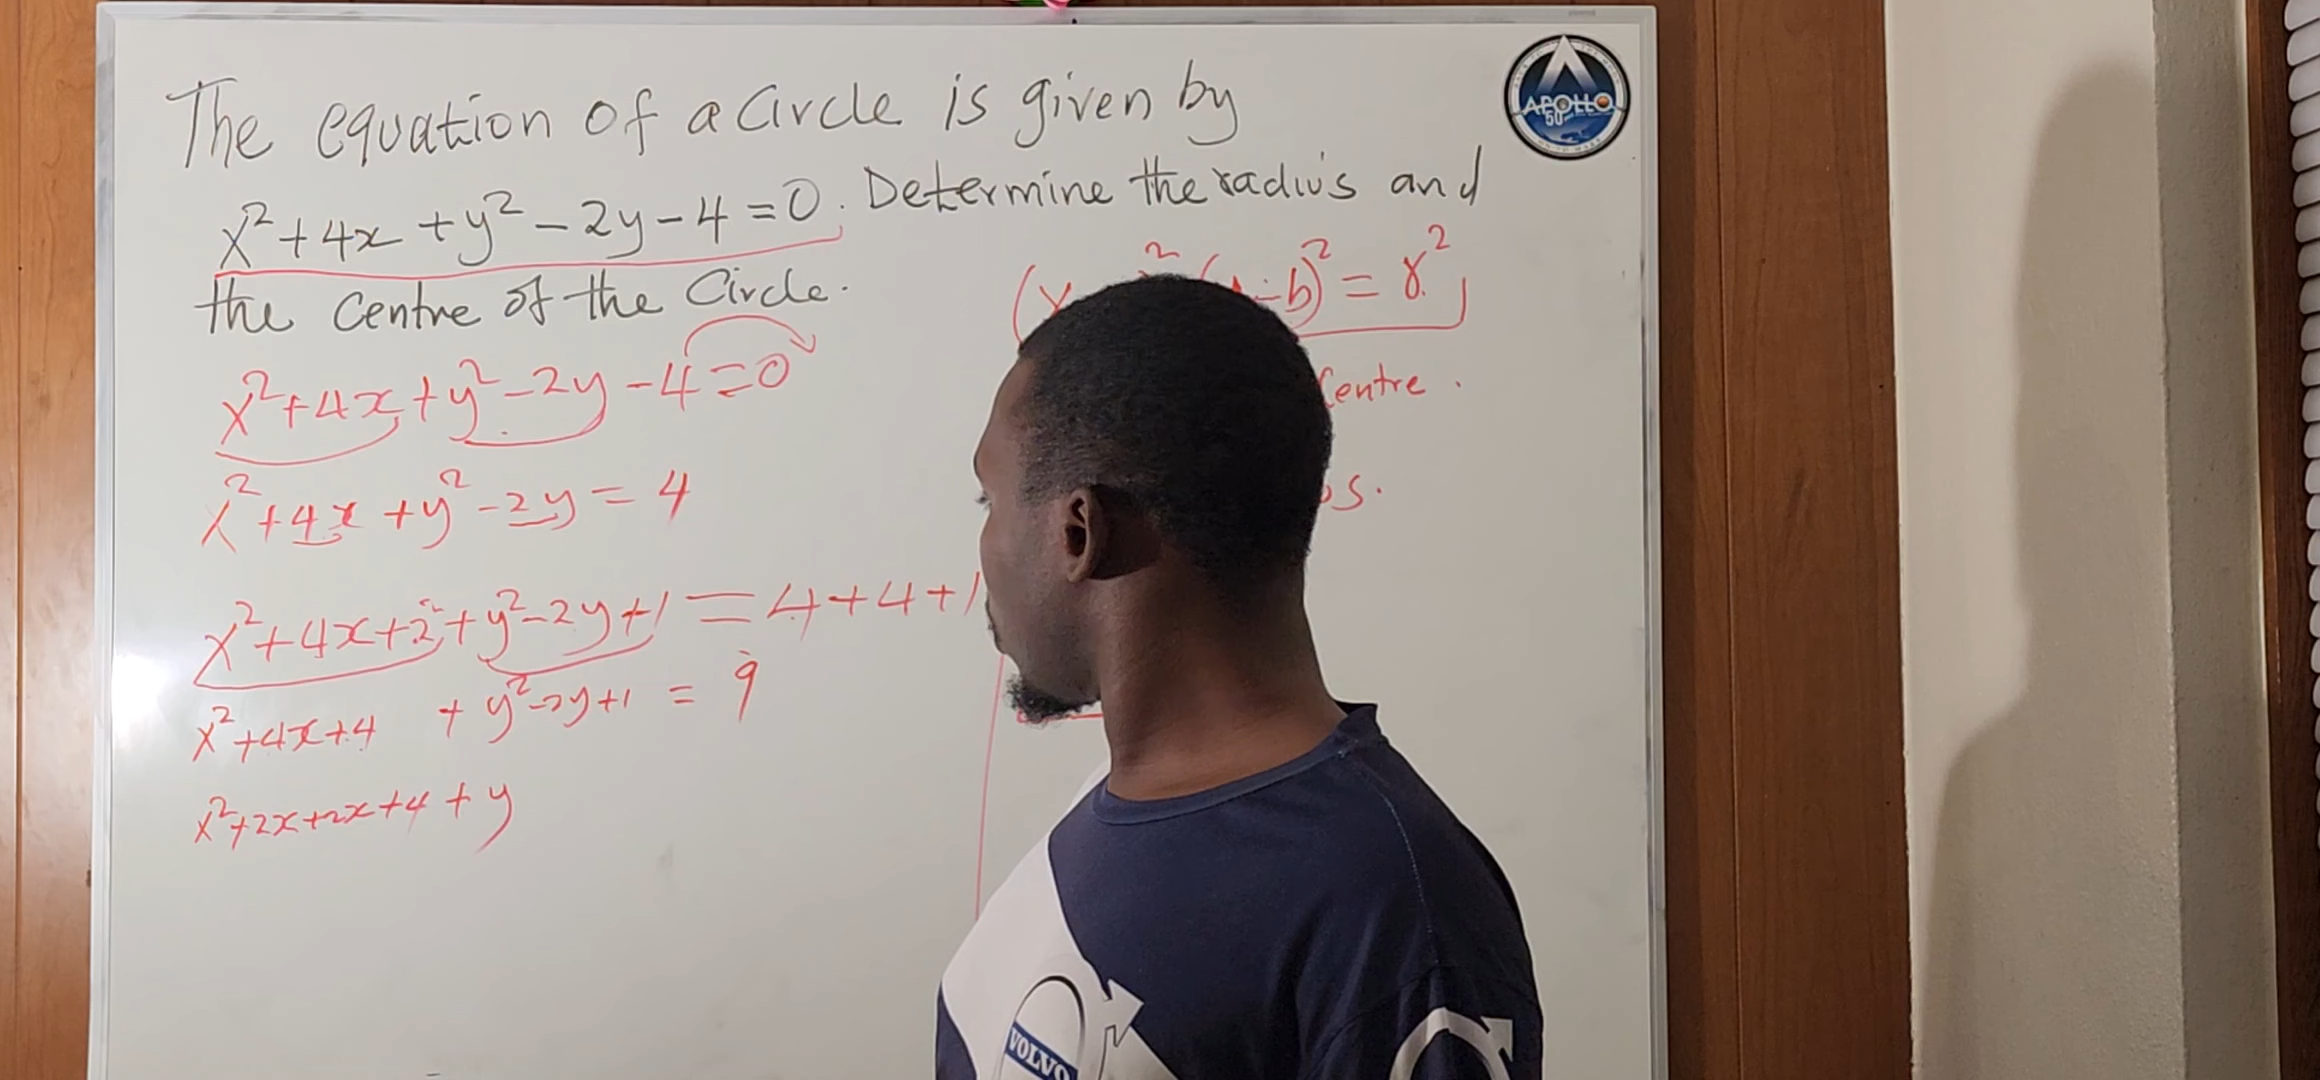 The equation of a Circle is given by
x²+4x+y²-2y-4=0. Determine the radius and
the Centre of the Circle.
x²+4x+y²-2y-4=0
x²+4x+y²-2y=4
x²+4x+2²+y²-2y+1=4+4+1
x²+4x+4 + y²-2y+1 = 9
x²+2x+2x+4+y
-b)²=r²
Centre.
s.
APOLLO
50
VOLVO